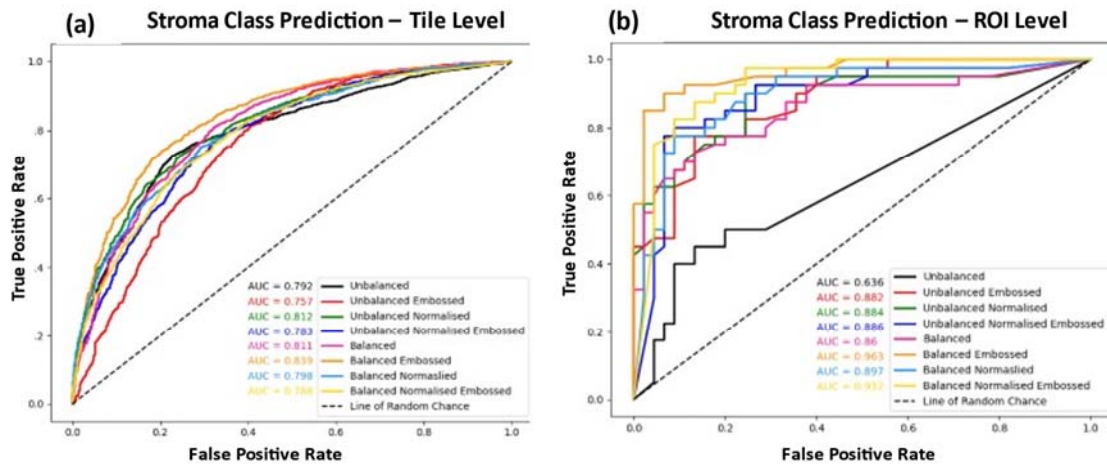 (a) Stroma Class Prediction – Tile Level
1.0
.8
.6
.4
.2
0.0
True Positive Rate
AUC = 0.792 Unbalanced
AUC = 0.757 Unbalanced Embossed
AUC = 0.812 Unbalanced Normalised
AUC = 0.783 Unbalanced Normalised Embossed
AUC = 0.811 Balanced
AUC = 0.839 Balanced Embossed
AUC = 0.798 Balanced Normaslied
AUC = 0.788 Balanced Normalised Embossed
Line of Random Chance
0.0 0.2 0.4 0.6 0.8 1.0
False Positive Rate
(b) Stroma Class Prediction – ROI Level
1.0
0.8
0.6
0.4
0.2
0.0
True Positive Rate
AUC = 0.636 Unbalanced
AUC = 0.882 Unbalanced Embossed
AUC = 0.884 Unbalanced Normalised
AUC = 0.886 Unbalanced Normalised Embossed
AUC = 0.86 Balanced
AUC = 0.963 Balanced Embossed
AUC = 0.897 Balanced Normaslied
AUC = 0.932 Balanced Normalised Embossed
Line of Random Chance
0.0 0.2 0.4 0.6 0.8 1.0
False Positive Rate